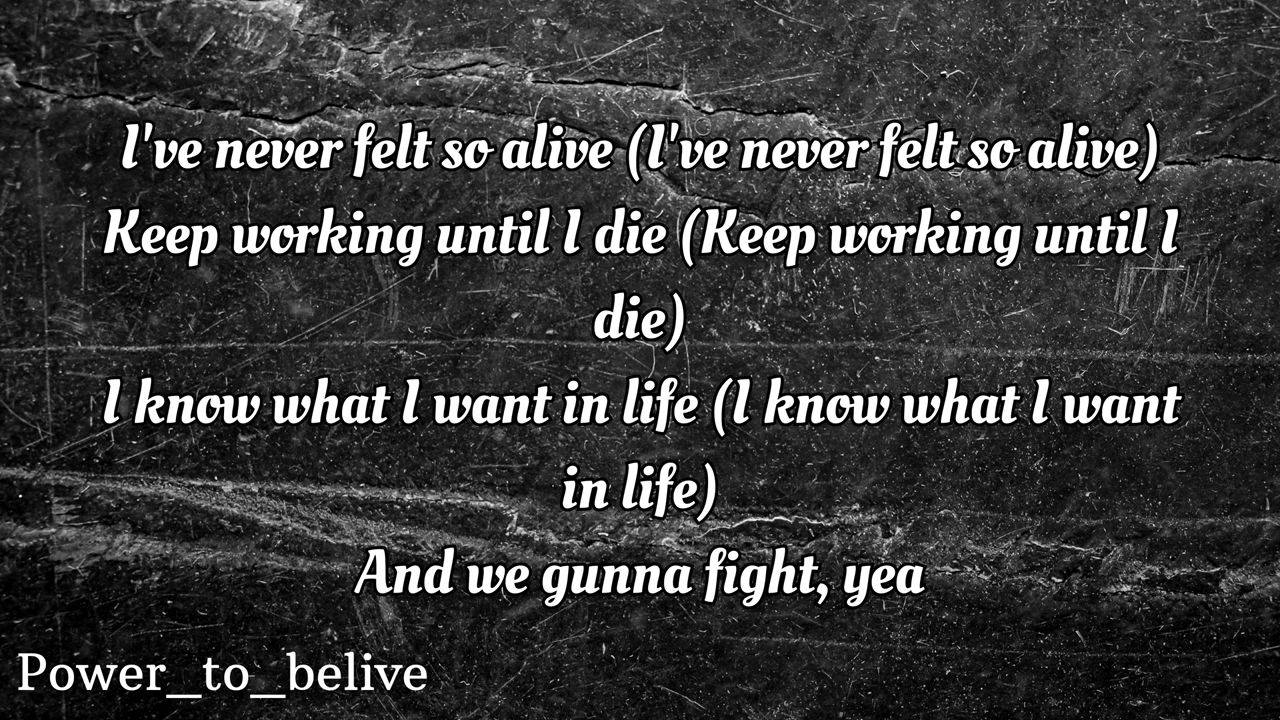 I've never felt so alive (I've never felt so alive)
Keep working until I die (Keep working until I
die)
I know what I want in life (I know what I want
in life)
And we gunna fight, yea
Power_to_belive